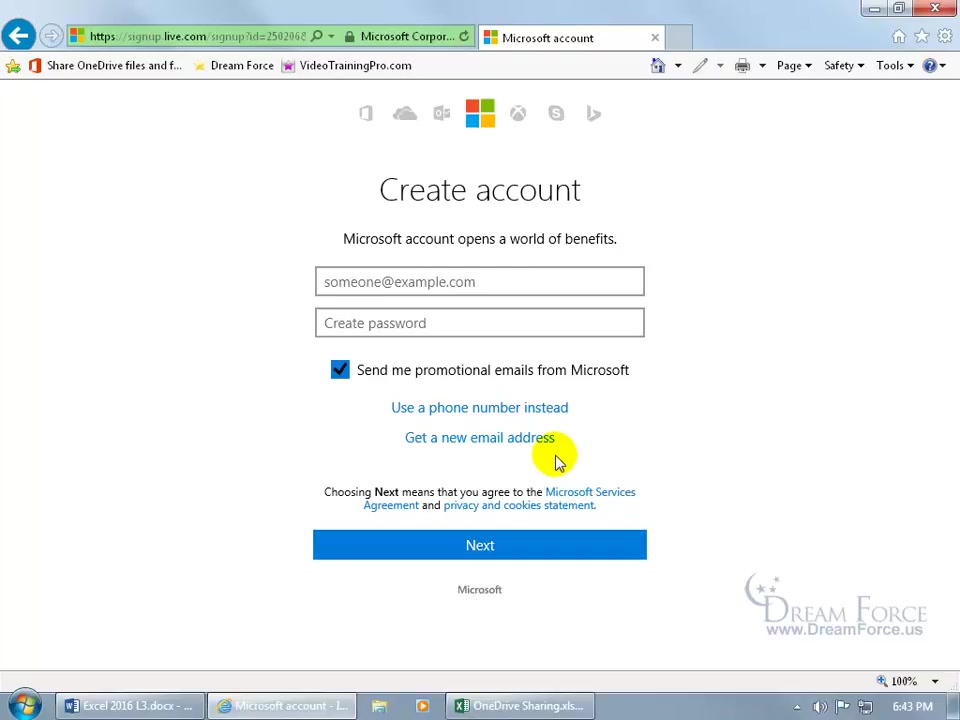 https://signup.live.com/signup?id=250206
Microsoft Corpor...
Microsoft account
Share OneDrive files and f...
Dream Force
VideoTrainingPro.com
Page
Safety
Tools
Create account
Microsoft account opens a world of benefits.
someone@example.com
Create password
Send me promotional emails from Microsoft
Use a phone number instead
Get a new email address
Choosing Next means that you agree to the Microsoft Services
Agreement and privacy and cookies statement.
Next
Microsoft
DREAM FORCE
www.DreamForce.us
100%
Excel 2016 L3.docx - ...
Microsoft account - I...
OneDrive Sharing.xls...
6:43 PM